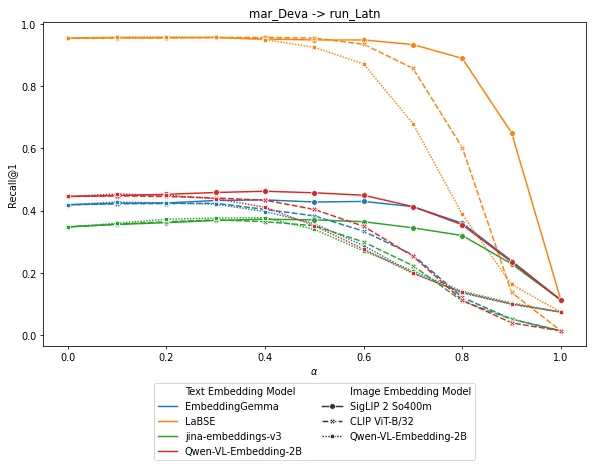 mar_Deva -> run_Latn
1.0
0.8
0.6
0.4
0.2
0.0
Recall@1
0.0 0.2 0.4 0.6 0.8 1.0
α
Text Embedding Model Image Embedding Model
EmbeddingGemma SigLIP 2 So400m
LaBSE CLIP ViT-B/32
jina-embeddings-v3 Qwen-VL-Embedding-2B
Qwen-VL-Embedding-2B